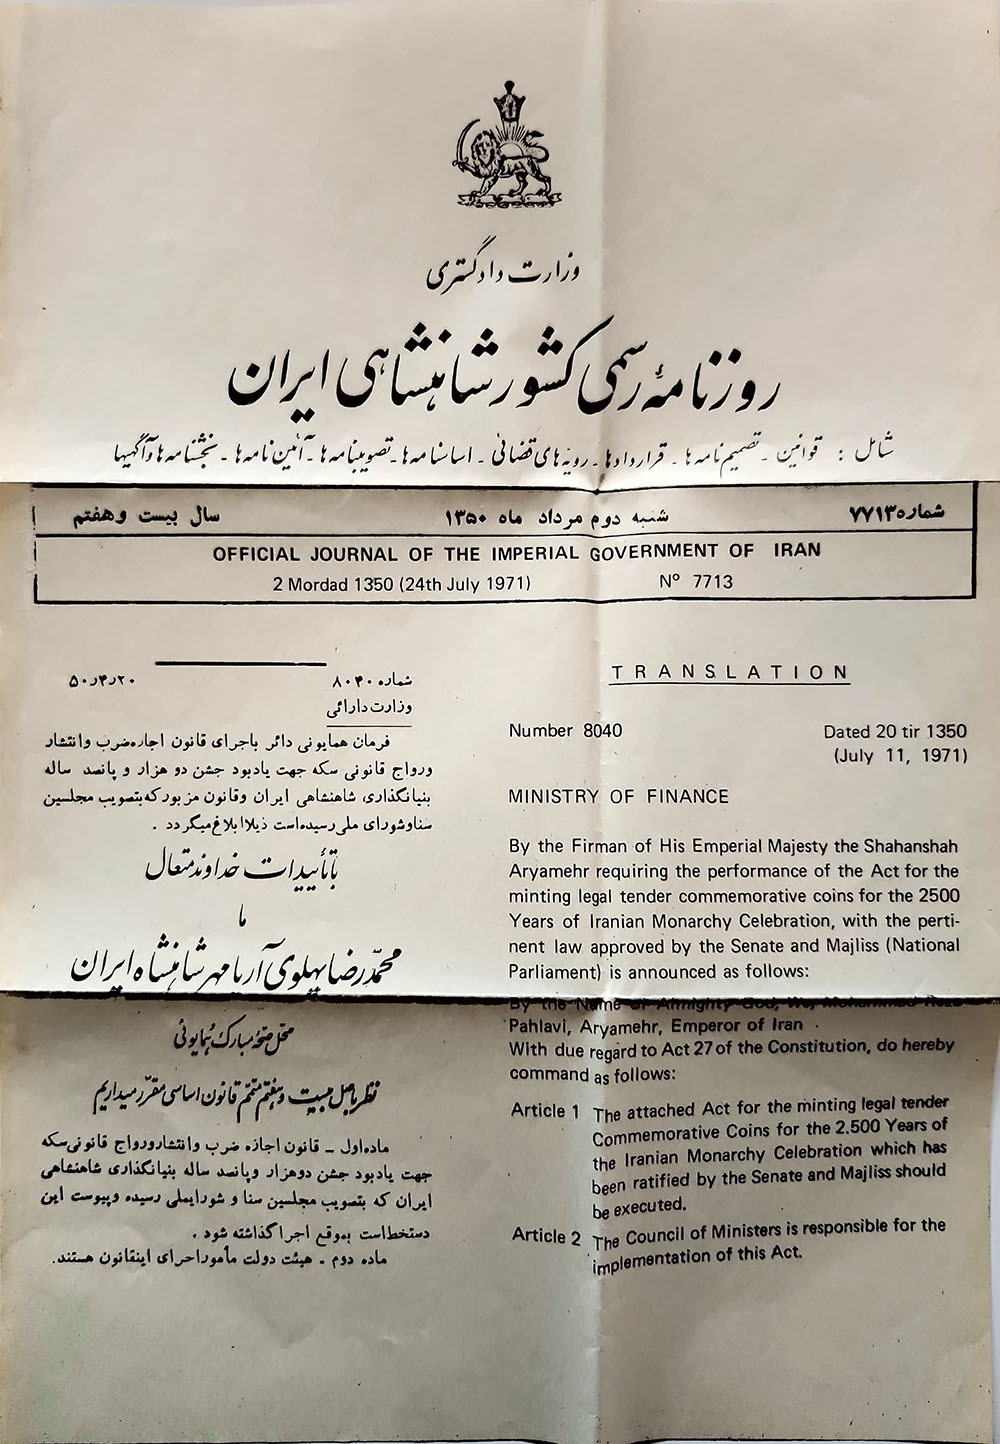 وزارت دادگستری
روزنامهٔ رسمی کشور شاهنشاهی ایران
شامل : قوانین - تصمیم‌نامه‌ها - قراردادها - رویه‌های قضائی - اساسنامه‌ها - تصویبنامه‌ها - آئین‌نامه‌ها - بخشنامه‌ها و آگهیها
شماره ۷۷۱۳ شنبه دوم مرداد ماه ۱۳۵۰ سال بیست و هفتم
OFFICIAL JOURNAL OF THE IMPERIAL GOVERNMENT OF IRAN
2 Mordad 1350 (24th July 1971) N° 7713
شماره ۸۰۴۰ ۲۰ر۴ر۵۰
وزارت دارائی
فرمان همایونی دائر باجرای قانون اجازه ضرب وانتشار
ورواج قانونی سکه جهت یادبود جشن دو هزار و پانصد ساله
بنیانگذاری شاهنشاهی ایران وقانون مزبور که بتصویب مجلسین
سنا وشورای ملی رسیده است ذیلا ابلاغ میگردد .
با تأییدات خداوند متعال
ما
محمدرضا پهلوی آریامهر شاهنشاه ایران
محل صحهٔ مبارک همایونی
نظر باصل بیست و هفتم متمم قانون اساسی مقرر میداریم
ماده اول - قانون اجازه ضرب وانتشار ورواج قانونی سکه
جهت یادبود جشن دوهزار وپانصد ساله بنیانگذاری شاهنشاهی
ایران که بتصویب مجلسین سنا و شورایملی رسیده وپیوست این
دستخط است بموقع اجرا گذاشته شود .
ماده دوم - هیئت دولت مأمور اجرای اینقانون هستند.
TRANSLATION
Number 8040 Dated 20 tir 1350
(July 11, 1971)
MINISTRY OF FINANCE
By the Firman of His Emperial Majesty the Shahanshah
Aryamehr requiring the performance of the Act for the
minting legal tender commemorative coins for the 2500
Years of Iranian Monarchy Celebration, with the perti-
nent law approved by the Senate and Majliss (National
Parliament) is announced as follows:
By the Name of Almighty God, We, Mohammad Reza
Pahlavi, Aryamehr, Emperor of Iran .
With due regard to Act 27 of the Constitution, do hereby
command as follows:
Article 1 The attached Act for the minting legal tender
Commemorative Coins for the 2.500 Years of
the Iranian Monarchy Celebration which has
been ratified by the Senate and Majliss should
be executed.
Article 2 The Council of Ministers is responsible for the
implementation of this Act.